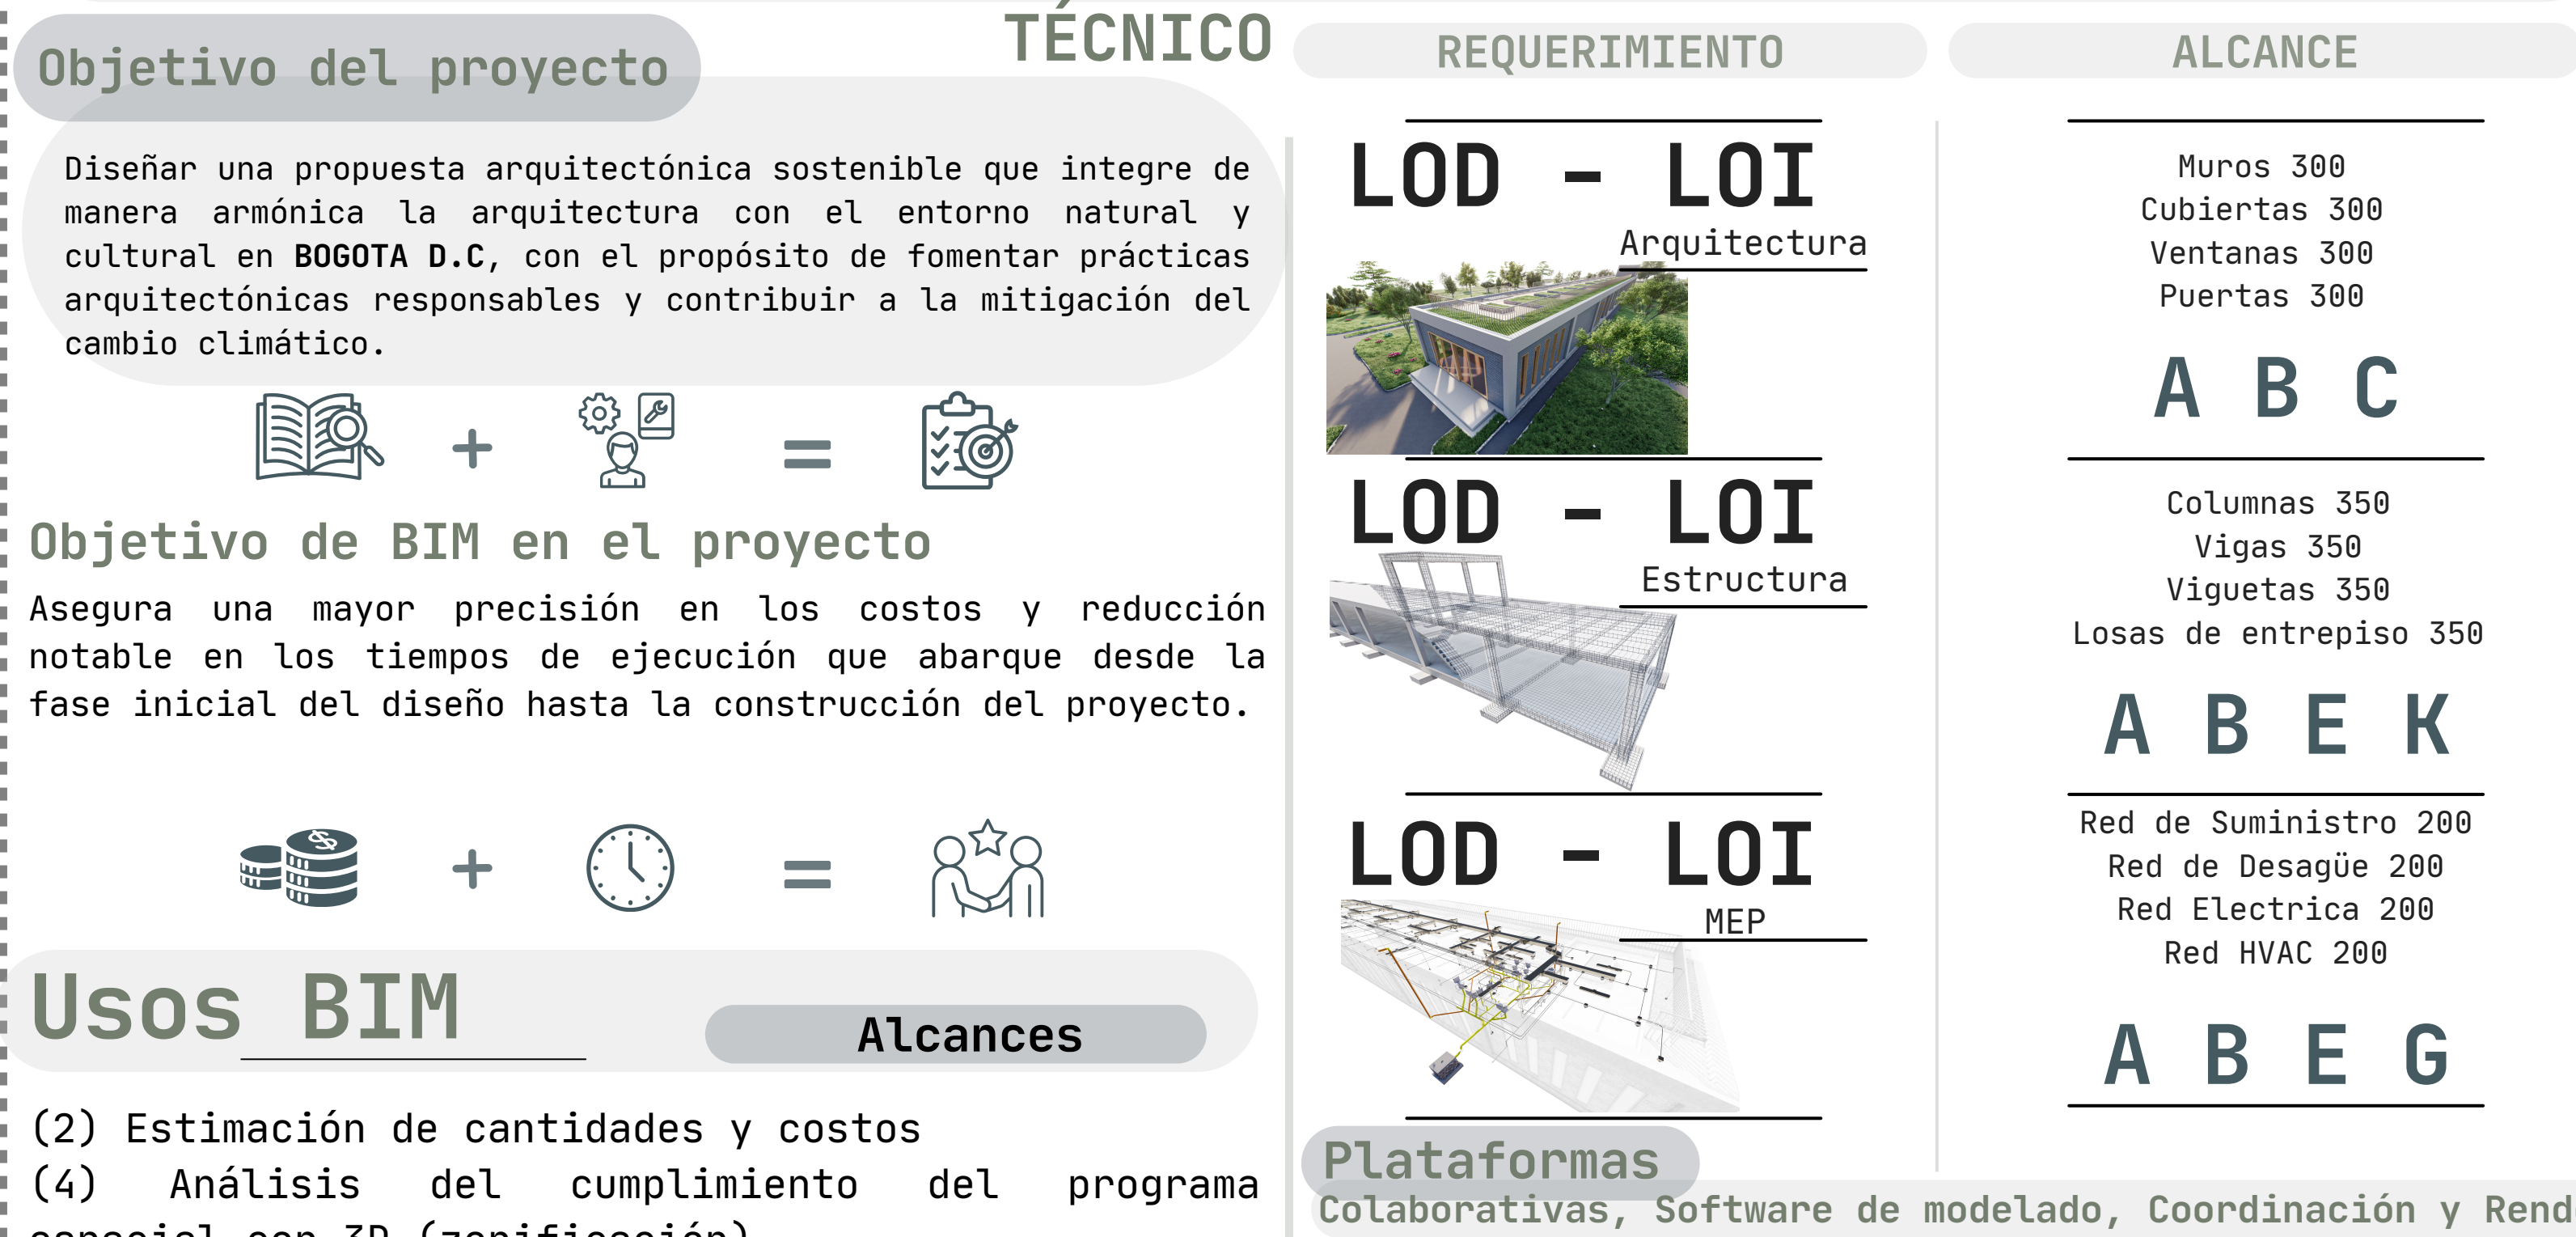 TÉCNICO
Objetivo del proyecto
Diseñar una propuesta arquitectónica sostenible que integre de
manera armónica la arquitectura con el entorno natural y
cultural en BOGOTA D.C, con el propósito de fomentar prácticas
arquitectónicas responsables y contribuir a la mitigación del
cambio climático.
+
=
Objetivo de BIM en el proyecto
Asegura una mayor precisión en los costos y reducción
notable en los tiempos de ejecución que abarque desde la
fase inicial del diseño hasta la construcción del proyecto.
$
+
=
Usos BIM
Alcances
(2) Estimación de cantidades y costos
(4) Análisis del cumplimiento del programa
espacial con 3D (zonificación)
REQUERIMIENTO
LOD - LOI
Arquitectura
LOD - LOI
Estructura
LOD - LOI
MEP
ALCANCE
Muros 300
Cubiertas 300
Ventanas 300
Puertas 300
A B C
Columnas 350
Vigas 350
Viguetas 350
Losas de entrepiso 350
A B E K
Red de Suministro 200
Red de Desagüe 200
Red Electrica 200
Red HVAC 200
A B E G
Plataformas
Colaborativas, Software de modelado, Coordinación y Rend